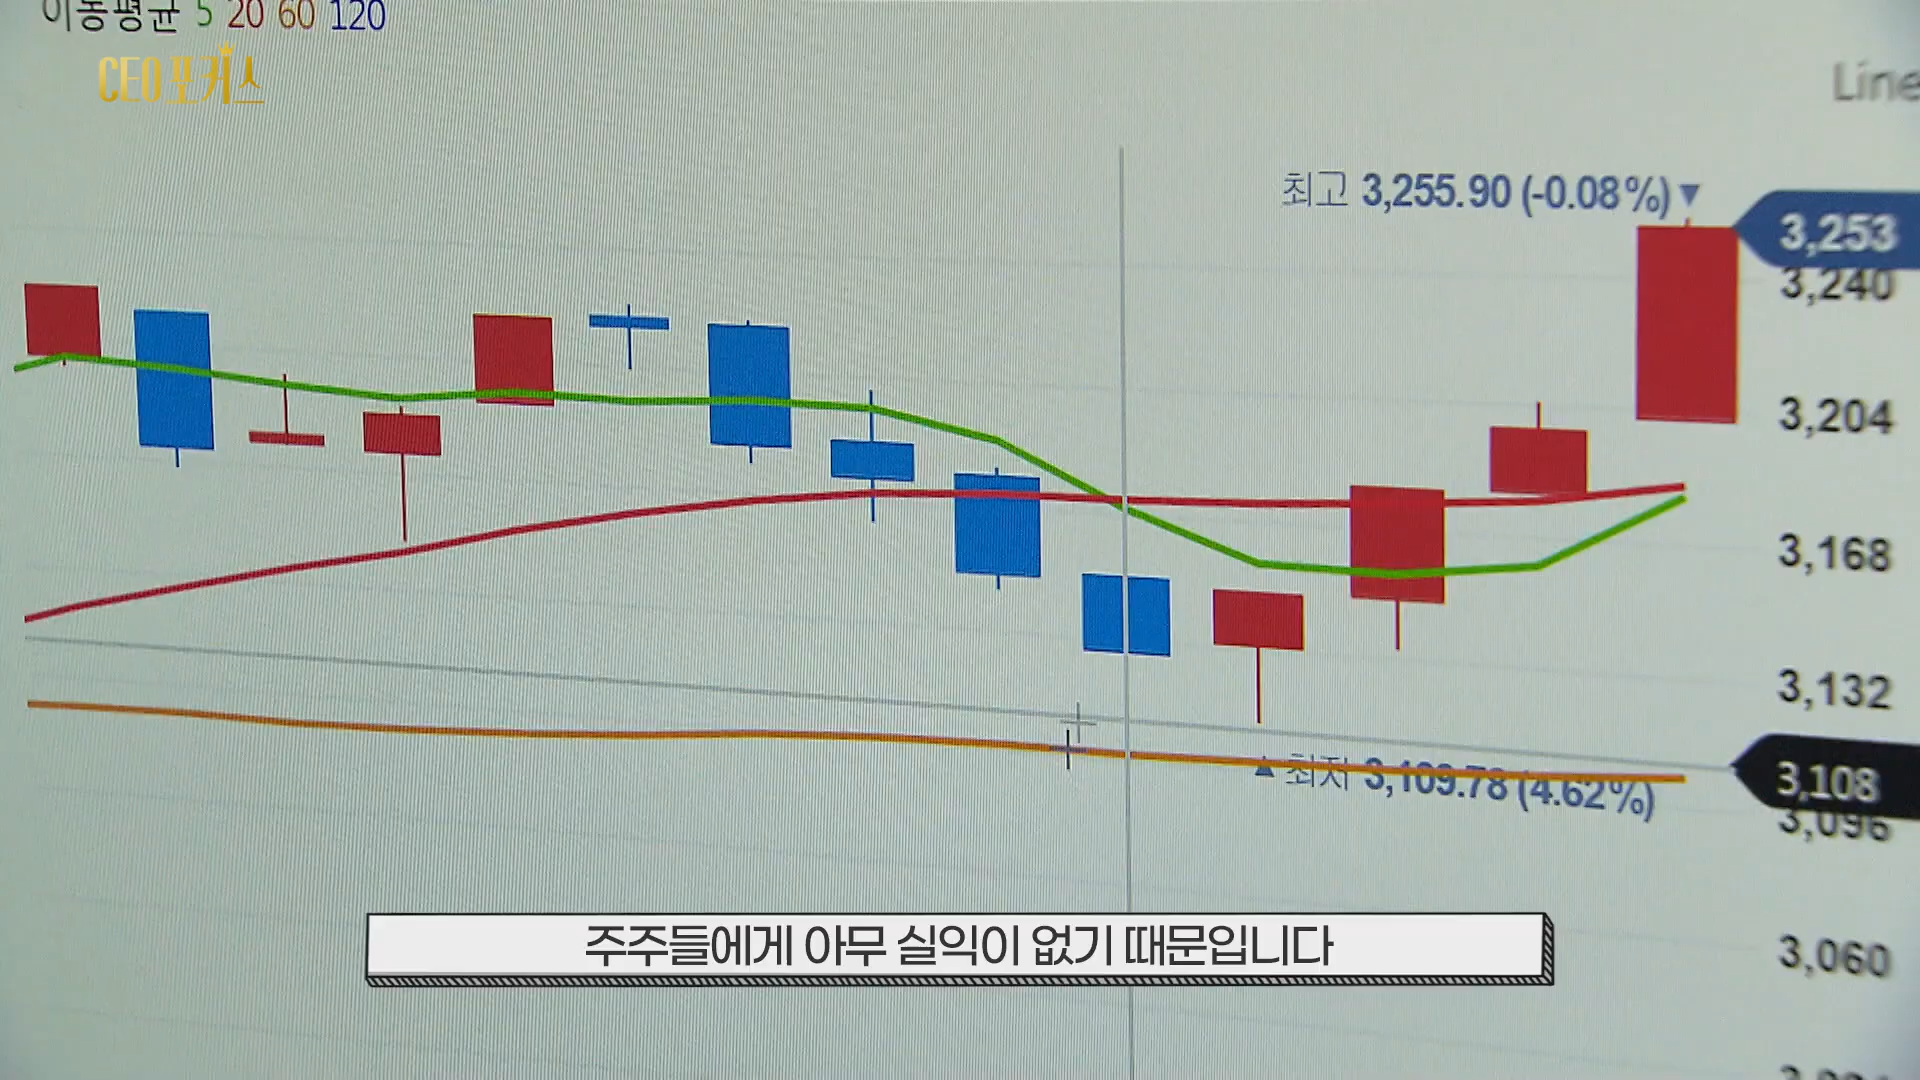 이동평균 5 20 60 120
CEO포커스
Line
최고 3,255.90 (-0.08%)▼
3,253
3,240
3,204
3,168
3,132
▲ 최저 3,109.78 (4.62%)
3,108
3,096
3,060
주주들에게 아무 실익이 없기 때문입니다